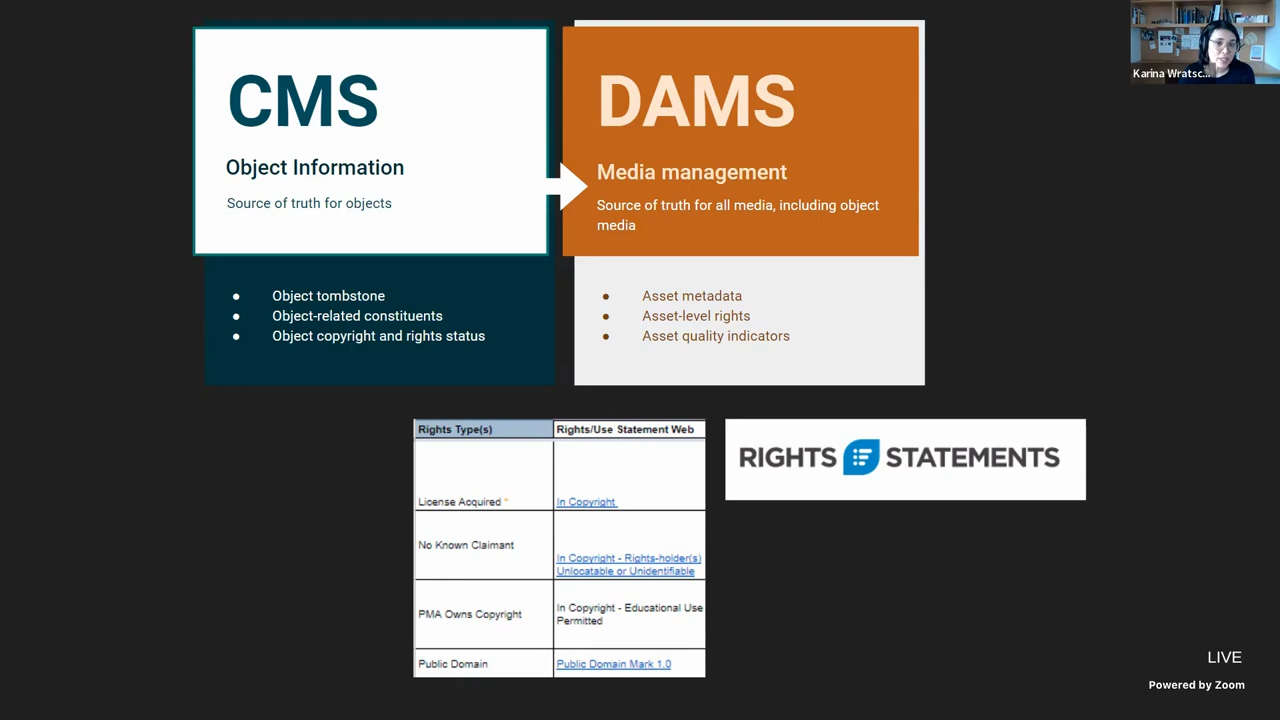 CMS
Object Information
Source of truth for objects
Object tombstone
Object-related constituents
Object copyright and rights status
DAMS
Media management
Source of truth for all media, including object
media
Asset metadata
Asset-level rights
Asset quality indicators
Karina Wratsc...
Rights Type(s) Rights/Use Statement Web
License Acquired * In Copyright
No Known Claimant In Copyright - Rights-holder(s)
Unlocatable or Unidentifiable
PMA Owns Copyright In Copyright - Educational Use
Permitted
Public Domain Public Domain Mark 1.0
RIGHTS STATEMENTS
LIVE
Powered by Zoom